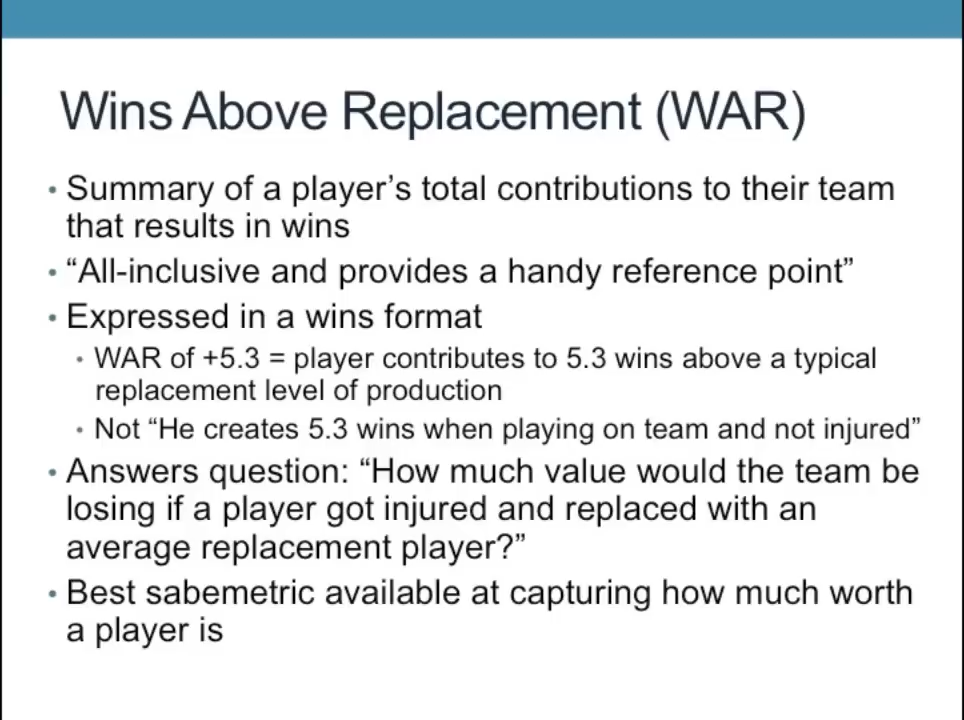 Wins Above Replacement (WAR)
• Summary of a player’s total contributions to their team
that results in wins
• “All-inclusive and provides a handy reference point”
• Expressed in a wins format
• WAR of +5.3 = player contributes to 5.3 wins above a typical
replacement level of production
• Not “He creates 5.3 wins when playing on team and not injured”
• Answers question: “How much value would the team be
losing if a player got injured and replaced with an
average replacement player?”
• Best sabemetric available at capturing how much worth
a player is